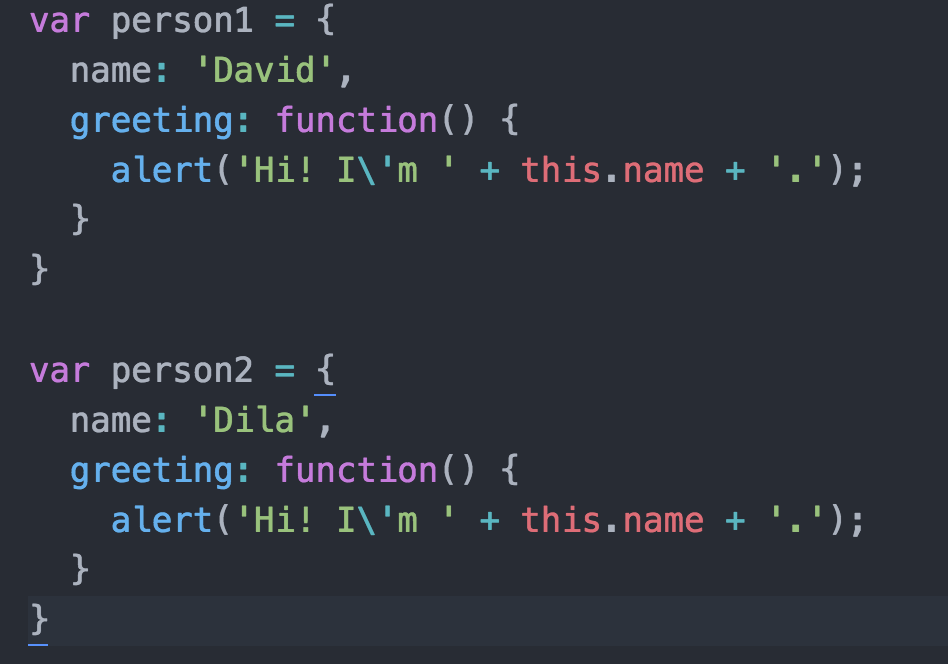 var person1 = {
  name: 'David',
  greeting: function() {
    alert('Hi! I\'m ' + this.name + '.');
  }
}

var person2 = {
  name: 'Dila',
  greeting: function() {
    alert('Hi! I\'m ' + this.name + '.');
  }
}